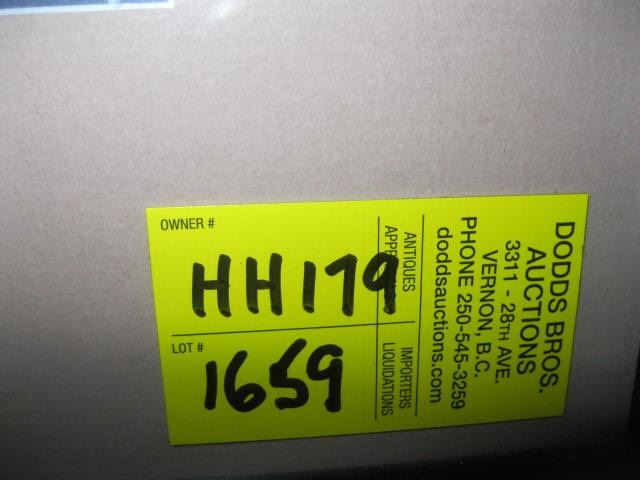 OWNER #
HH179
LOT #
1659
ANTIQUES
IMPORTERS
LIQUIDATIONS
DODDS BROS.
AUCTIONS
3311 - 28TH AVE.
VERNON, B.C.
PHONE 250-545-3259
doddsauctions.com